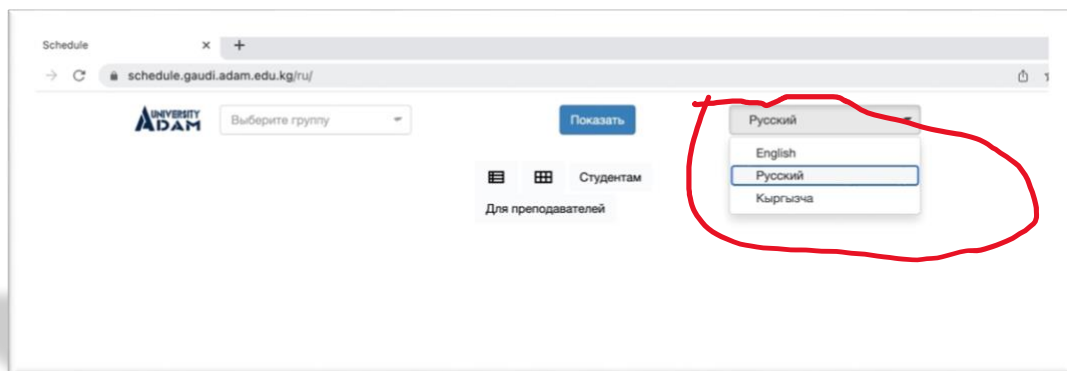 Schedule
schedule.gaudi.adam.edu.kg/ru/
UNIVERSITY
ADAM
Выберите группу
Показать
Русский
English
Русский
Кыргызча
Студентам
Для преподавателей